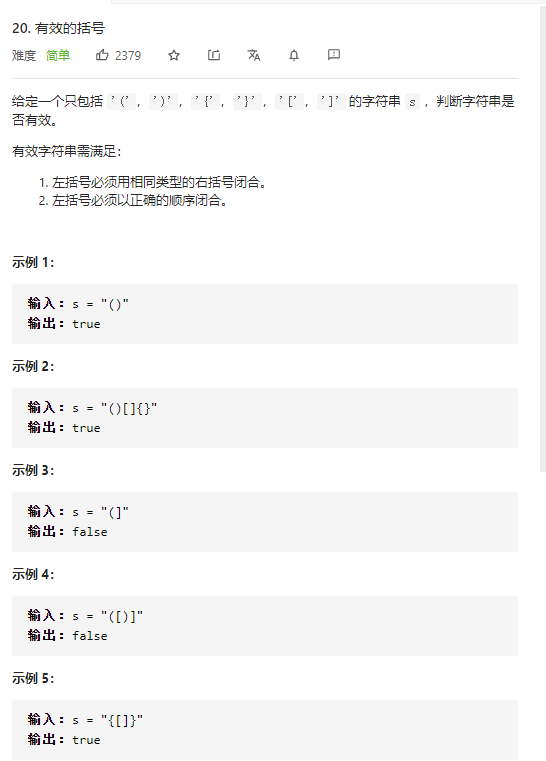 20. 有效的括号
难度 简单 2379
给定一个只包括 '(', ')', '{', '}', '[', ']' 的字符串 s ，判断字符串是
否有效。
有效字符串需满足：
1. 左括号必须用相同类型的右括号闭合。
2. 左括号必须以正确的顺序闭合。
示例 1：
输入：s = "()"
输出：true
示例 2：
输入：s = "()[]{}"
输出：true
示例 3：
输入：s = "(]"
输出：false
示例 4：
输入：s = "([)]"
输出：false
示例 5：
输入：s = "{[]}"
输出：true